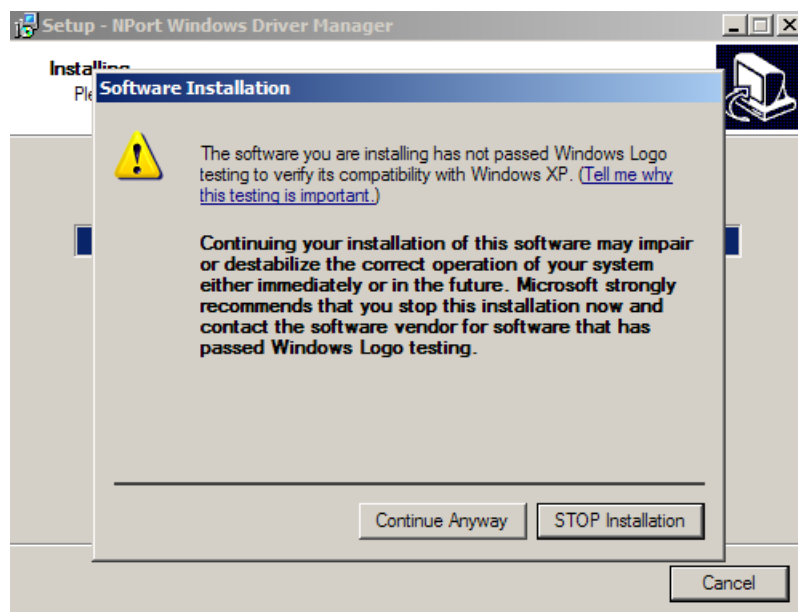 Setup - NPort Windows Driver Manager
Software Installation
The software you are installing has not passed Windows Logo
testing to verify its compatibility with Windows XP. (Tell me why
this testing is important.)
Continuing your installation of this software may impair
or destabilize the correct operation of your system
either immediately or in the future. Microsoft strongly
recommends that you stop this installation now and
contact the software vendor for software that has
passed Windows Logo testing.
Continue Anyway
STOP Installation
Cancel